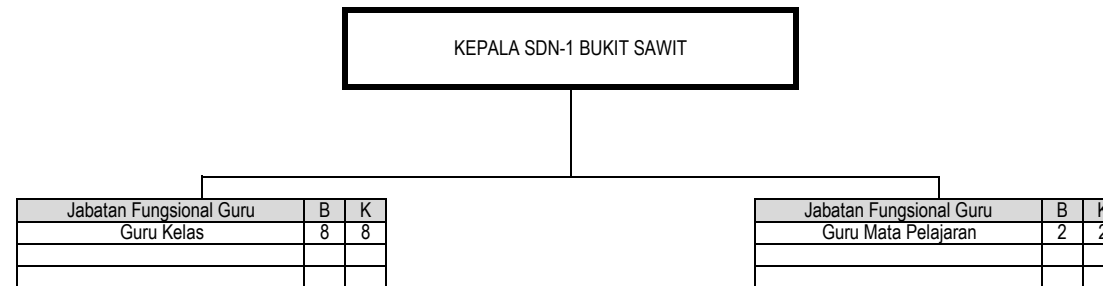 KEPALA SDN-1 BUKIT SAWIT
Jabatan Fungsional Guru B K
Guru Kelas 8 8
Jabatan Fungsional Guru B K
Guru Mata Pelajaran 2 2